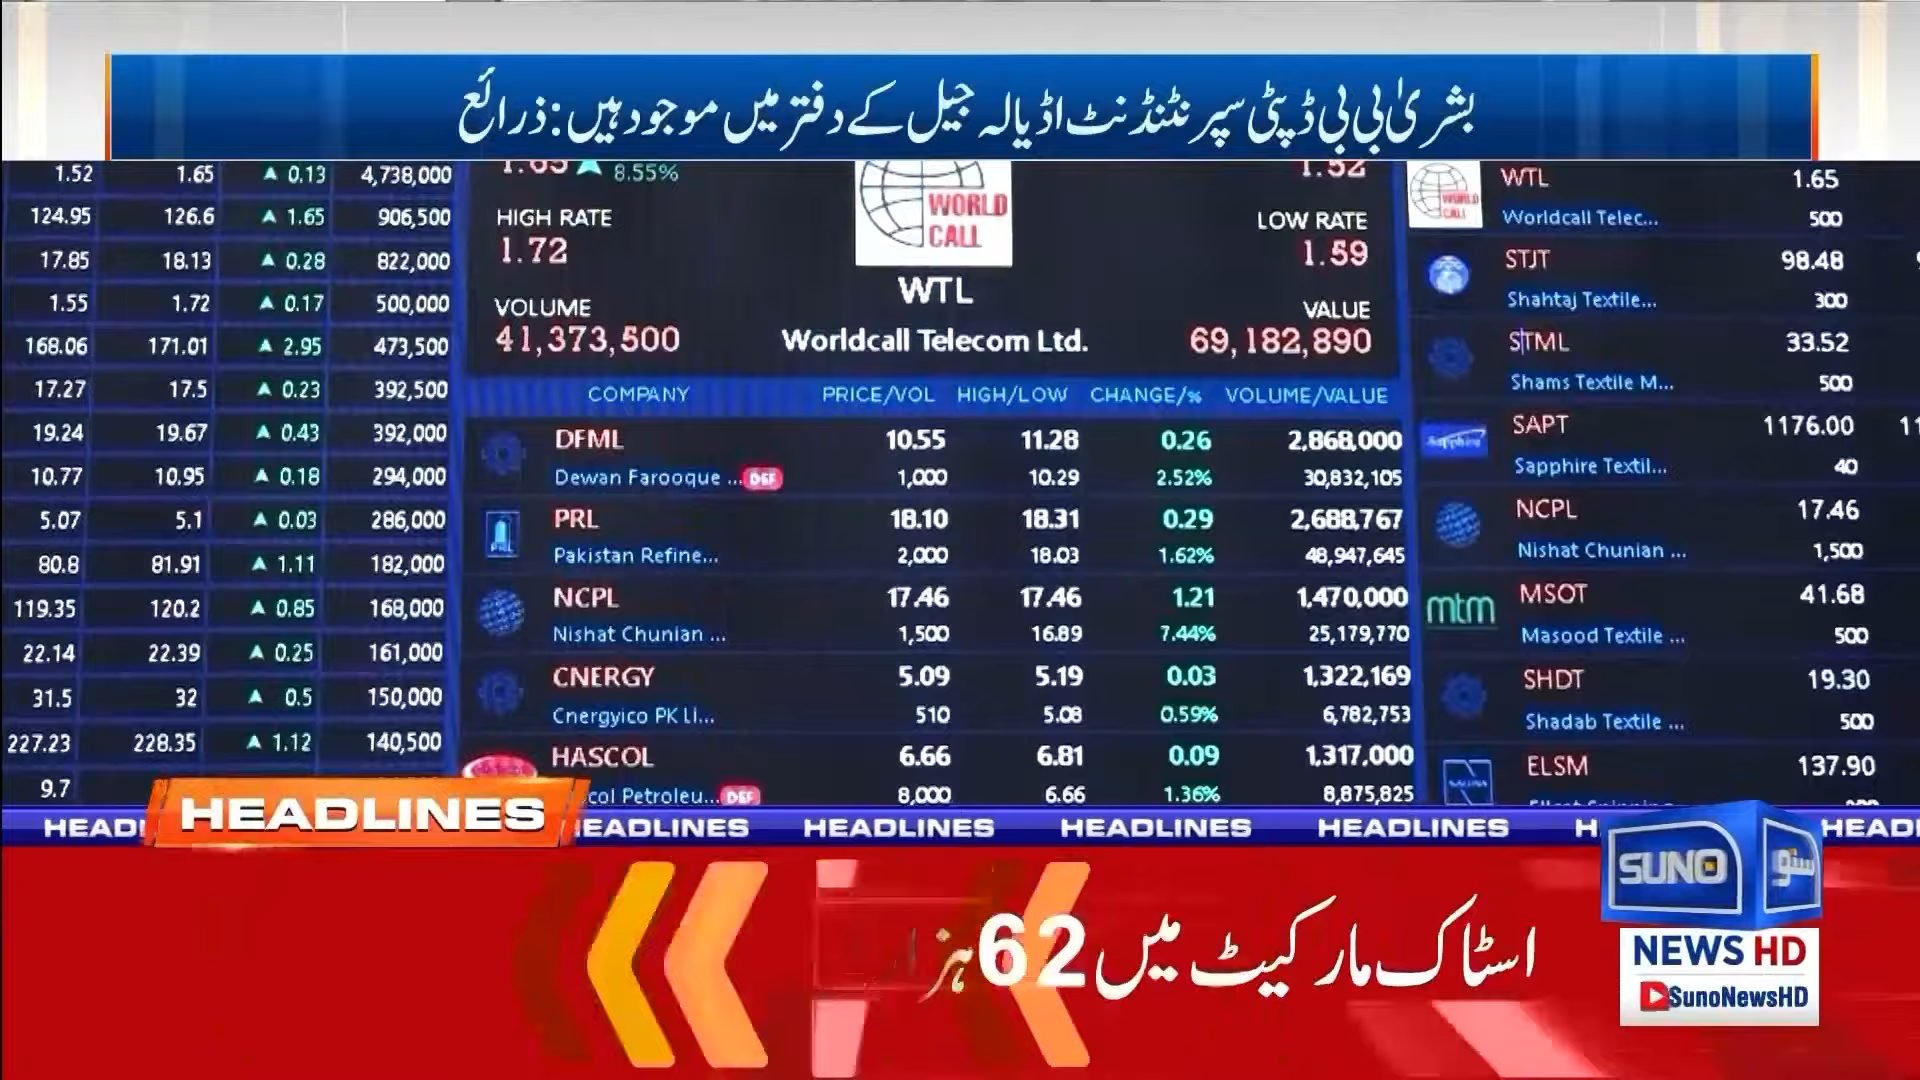 بشریٰ بی بی ڈپٹی سپرنٹنڈنٹ اڈیالہ جیل کے دفتر میں موجود ہیں: ذرائع
1.52 1.65 ▲ 0.13 4,738,000
124.95 126.6 ▲ 1.65 906,500
17.85 18.13 ▲ 0.28 822,000
1.55 1.72 ▲ 0.17 500,000
168.06 171.01 ▲ 2.95 473,500
17.27 17.5 ▲ 0.23 392,500
19.24 19.67 ▲ 0.43 392,000
10.77 10.95 ▲ 0.18 294,000
5.07 5.1 ▲ 0.03 286,000
80.8 81.91 ▲ 1.11 182,000
119.35 120.2 ▲ 0.85 168,000
22.14 22.39 ▲ 0.25 161,000
31.5 32 ▲ 0.5 150,000
227.23 228.35 ▲ 1.12 140,500
9.7
1.65 ▲ 8.55% 1.52
HIGH RATE LOW RATE
1.72 1.59
WORLD
CALL
WTL
VOLUME VALUE
41,373,500 Worldcall Telecom Ltd. 69,182,890
COMPANY PRICE/VOL HIGH/LOW CHANGE/% VOLUME/VALUE
DFML 10.55 11.28 0.26 2,868,000
Dewan Farooque ... DEF 1,000 10.29 2.52% 30,832,105
PRL 18.10 18.31 0.29 2,688,767
Pakistan Refine... 2,000 18.03 1.62% 48,947,645
NCPL 17.46 17.46 1.21 1,470,000
Nishat Chunian ... 1,500 16.89 7.44% 25,179,770
CNERGY 5.09 5.19 0.03 1,322,169
Cnergyico PK Li... 510 5.08 0.59% 6,782,753
HASCOL 6.66 6.81 0.09 1,317,000
col Petroleu... DEF 8,000 6.66 1.36% 8,875,825
WORLD
CALL
WTL 1.65
Worldcall Telec... 500
STJT 98.48
Shahtaj Textile... 300
STML 33.52
Shams Textile M... 500
Sapphire
SAPT 1176.00
Sapphire Textil... 40
NCPL 17.46
Nishat Chunian ... 1,500
mtm
MSOT 41.68
Masood Textile ... 500
SHDT 19.30
Shadab Textile ... 500
ELSM 137.90
HEADLINES
HEADLINES HEADLINES HEADLINES HEADLINES
اسٹاک مارکیٹ میں 62 ہزار
SUNO سنو
NEWS HD
SunoNewsHD